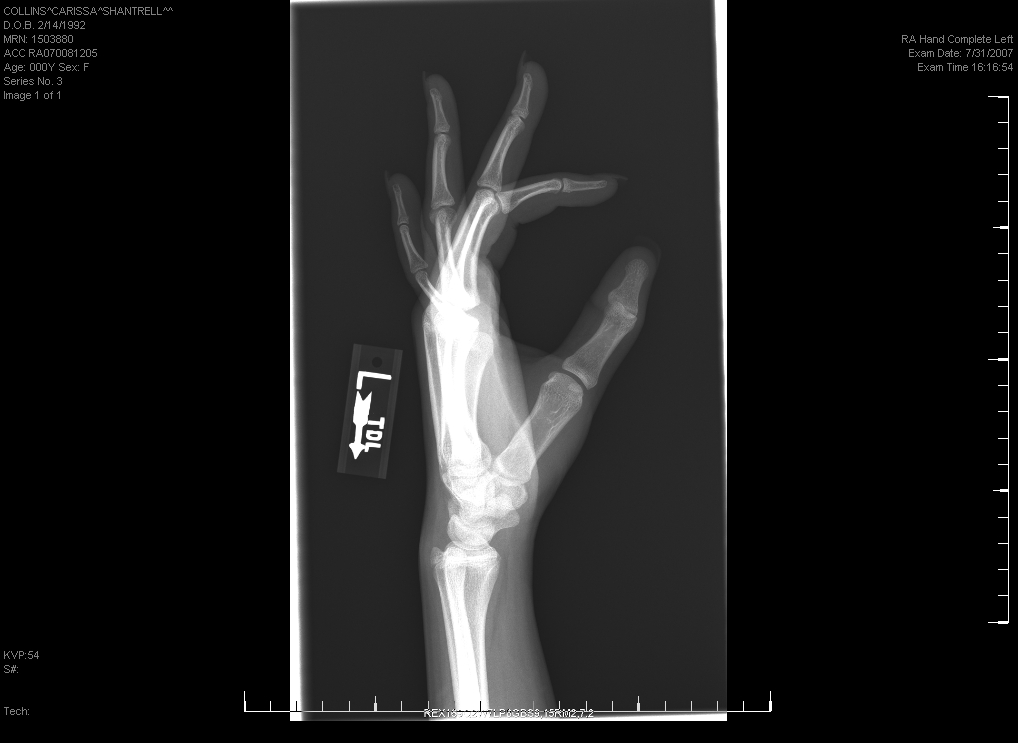 COLLINS^CARISSA^SHANTRELL^^
D.O.B. 2/14/1992
MRN: 1503880
ACC RA070081205
Age: 000Y Sex: F
Series No. 3
Image 1 of 1
RA Hand Complete Left
Exam Date: 7/31/2007
Exam Time 16:16:54
L
TDL
KVP:54
S#:
Tech: